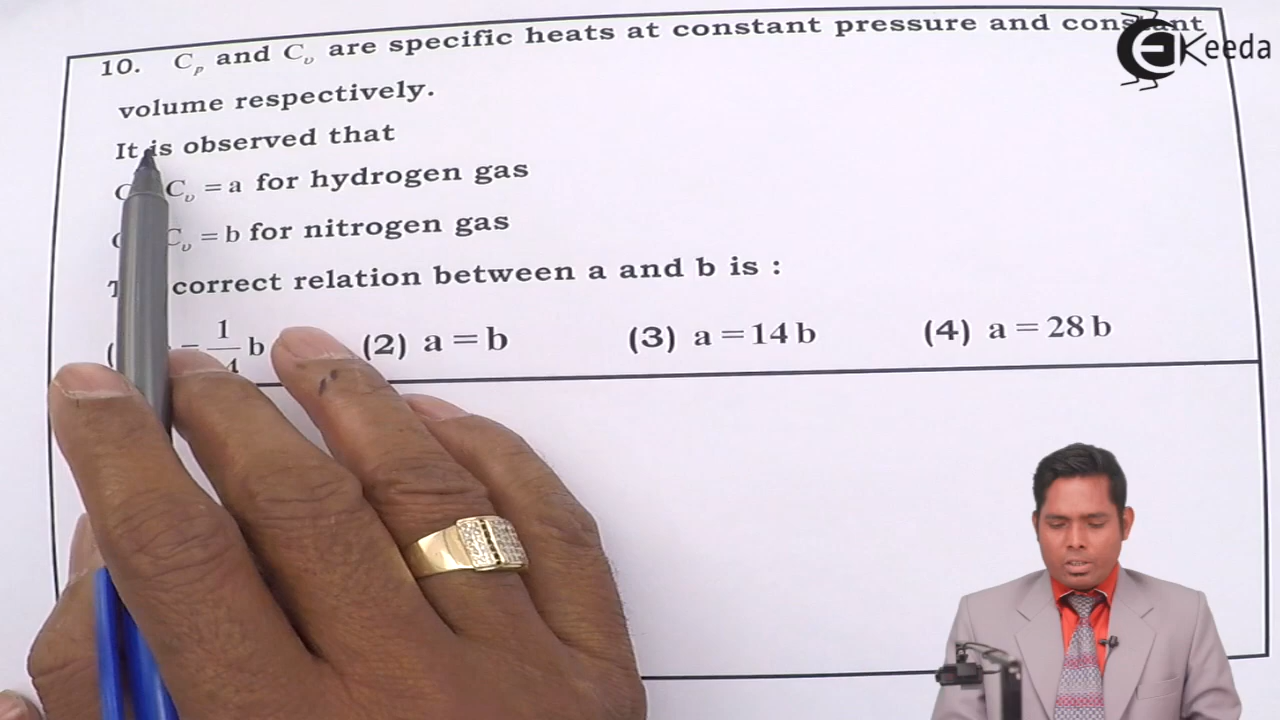 10. Cₚ and Cᵥ are specific heats at constant pressure and constant
volume respectively.
It is observed that
Cᵥ = a for hydrogen gas
Cᵥ = b for nitrogen gas
correct relation between a and b is :
b (2) a = b (3) a = 14 b (4) a = 28 b
Keeda